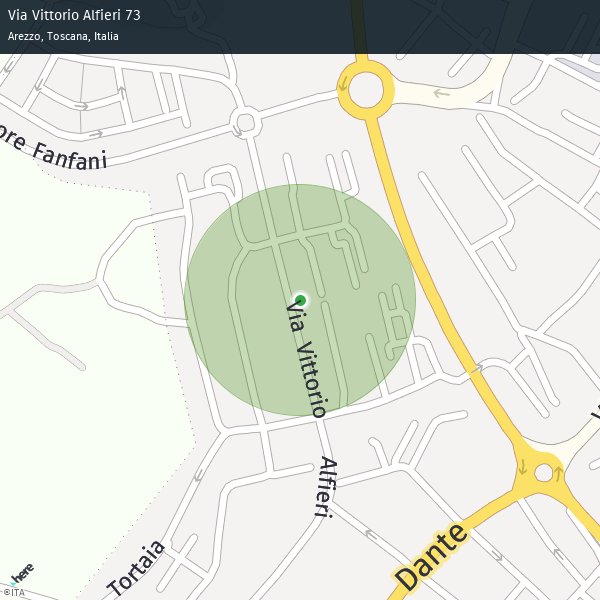 Via Vittorio Alfieri 73
Arezzo, Toscana, Italia
ore Fanfani
Via Vittorio
Alfieri
Dante
Tortaia
here
©ITA